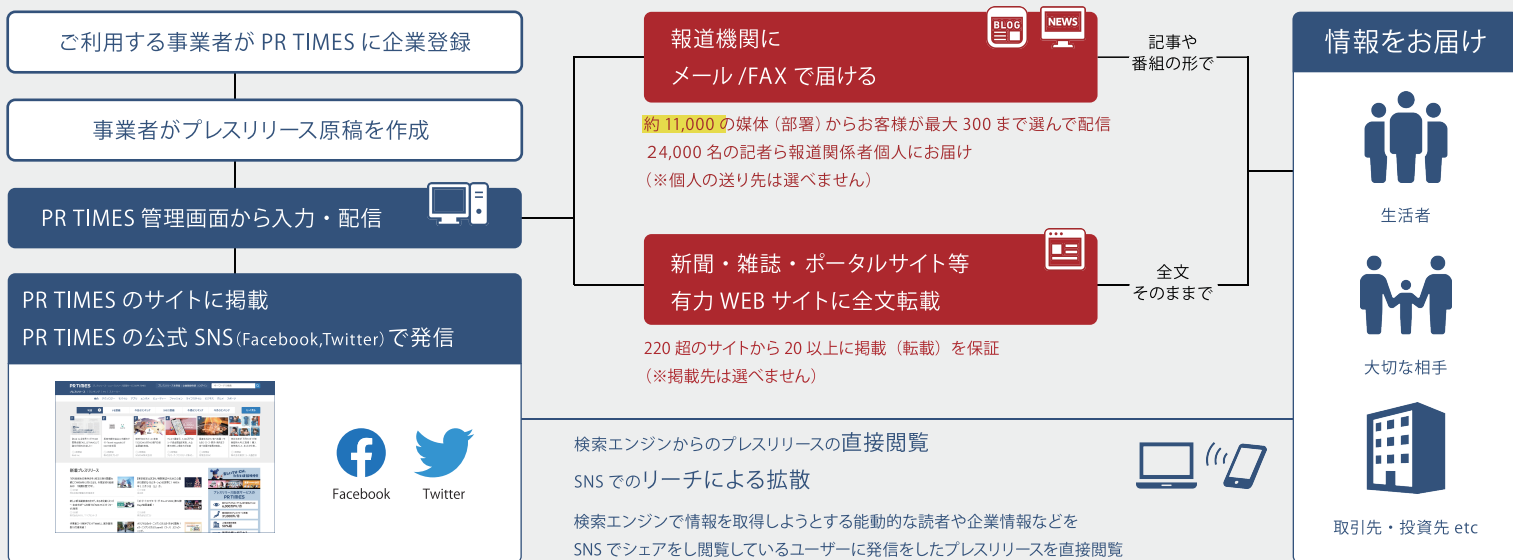 ご利用する事業者が PR TIMES に企業登録
事業者がプレスリリース原稿を作成
PR TIMES 管理画面から入力・配信
PR TIMES のサイトに掲載
PR TIMES の公式 SNS(Facebook,Twitter)で発信
PR TIMES
Facebook
Twitter
報道機関に
メール /FAX で届ける
BLOG
NEWS
約 11,000 の媒体（部署）からお客様が最大 300 まで選んで配信
24,000 名の記者ら報道関係者個人にお届け
（※個人の送り先は選べません）
新聞・雑誌・ポータルサイト等
有力 WEB サイトに全文転載
220 超のサイトから 20 以上に掲載（転載）を保証
（※掲載先は選べません）
記事や
番組の形で
全文
そのままで
検索エンジンからのプレスリリースの直接閲覧
SNS でのリーチによる拡散
検索エンジンで情報を取得しようとする能動的な読者や企業情報などを
SNS でシェアをし閲覧しているユーザーに発信をしたプレスリリースを直接閲覧
情報をお届け
生活者
大切な相手
取引先・投資先 etc